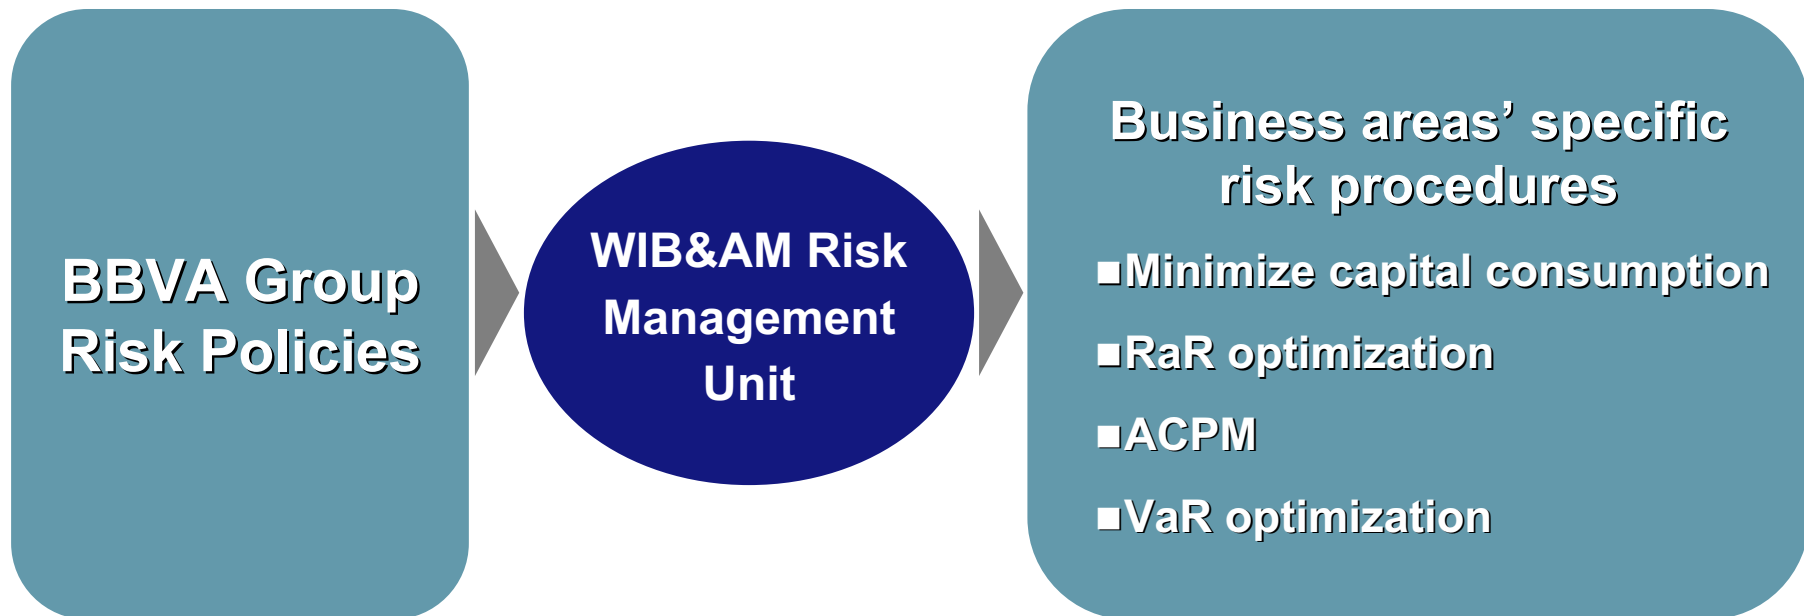 BBVA Group
Risk Policies
WIB&AM Risk
Management
Unit
Business areas’ specific
risk procedures
■Minimize capital consumption
■RaR optimization
■ACPM
■VaR optimization